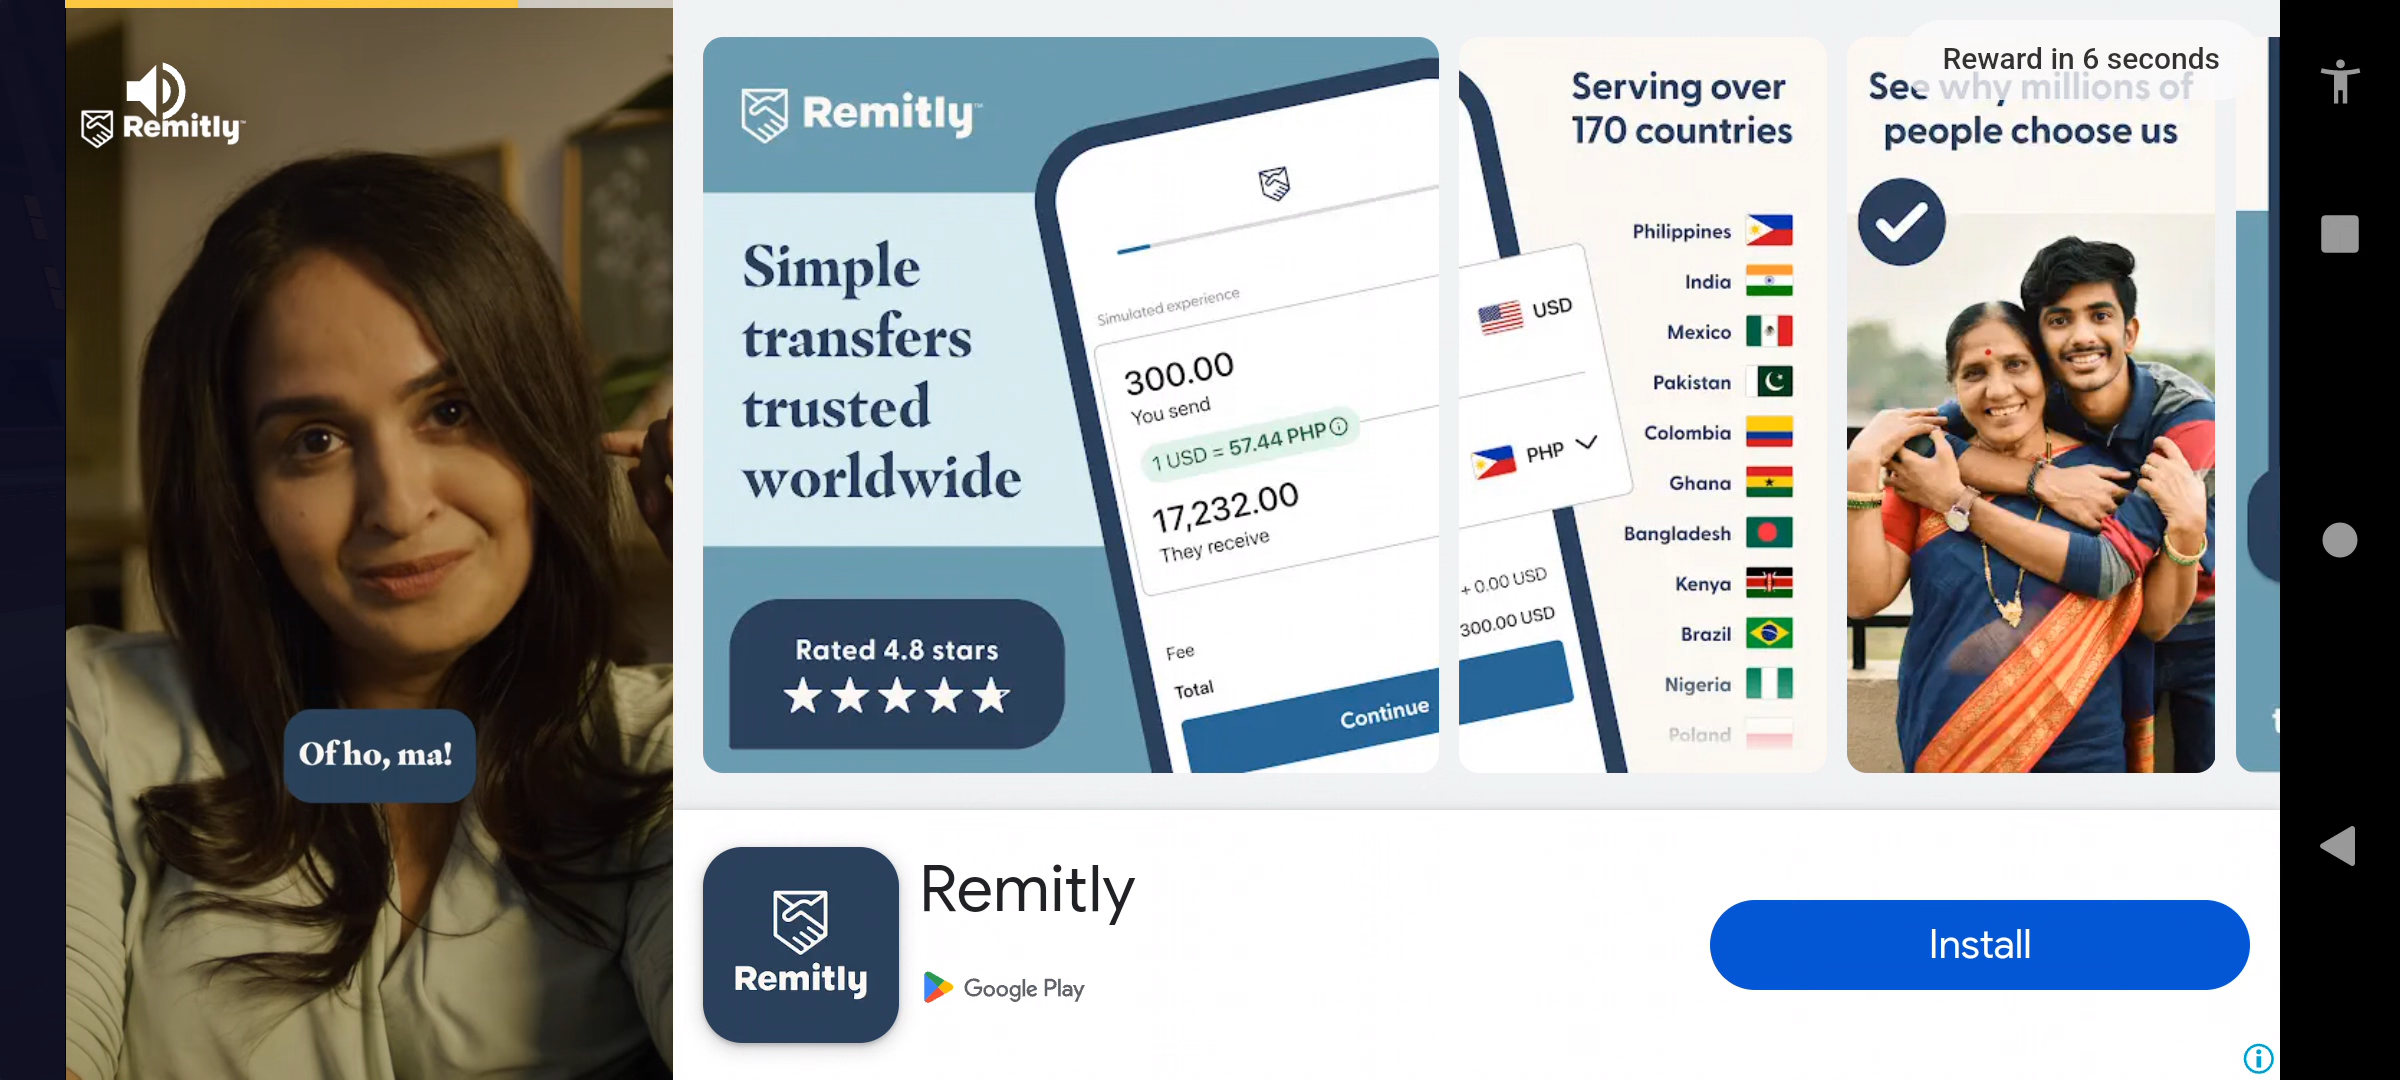 Remitly
Of ho, ma!
Remitly
Simple
transfers
trusted
worldwide
Rated 4.8 stars
Simulated experience
300.00
You send
1 USD = 57.44 PHP
17,232.00
They receive
Fee
Total
Continue
USD
PHP
+ 0.00 USD
300.00 USD
Serving over
170 countries
Philippines
India
Mexico
Pakistan
Colombia
Ghana
Bangladesh
Kenya
Brazil
Nigeria
Poland
Reward in 6 seconds
See why millions of
people choose us
Remitly
Remitly
Google Play
Install